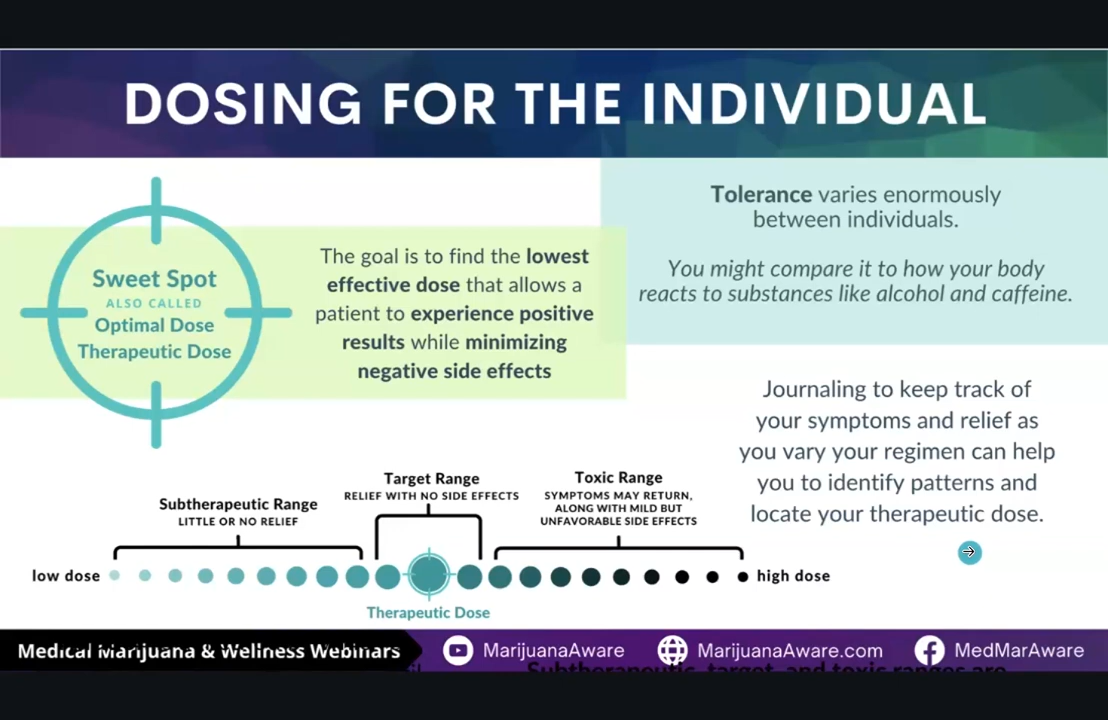 DOSING FOR THE INDIVIDUAL
Sweet Spot
ALSO CALLED
Optimal Dose
Therapeutic Dose
The goal is to find the lowest
effective dose that allows a
patient to experience positive
results while minimizing
negative side effects
Tolerance varies enormously
between individuals.
You might compare it to how your body
reacts to substances like alcohol and caffeine.
Journaling to keep track of
your symptoms and relief as
you vary your regimen can help
you to identify patterns and
locate your therapeutic dose.
Subtherapeutic Range
LITTLE OR NO RELIEF
Target Range
RELIEF WITH NO SIDE EFFECTS
Toxic Range
SYMPTOMS MAY RETURN,
ALONG WITH MILD BUT
UNFAVORABLE SIDE EFFECTS
low dose
high dose
Therapeutic Dose
Medical Marijuana & Wellness Webinars
MarijuanaAware
MarijuanaAware.com
MedMarAware
Subtherapeutic, target, and toxic ranges are